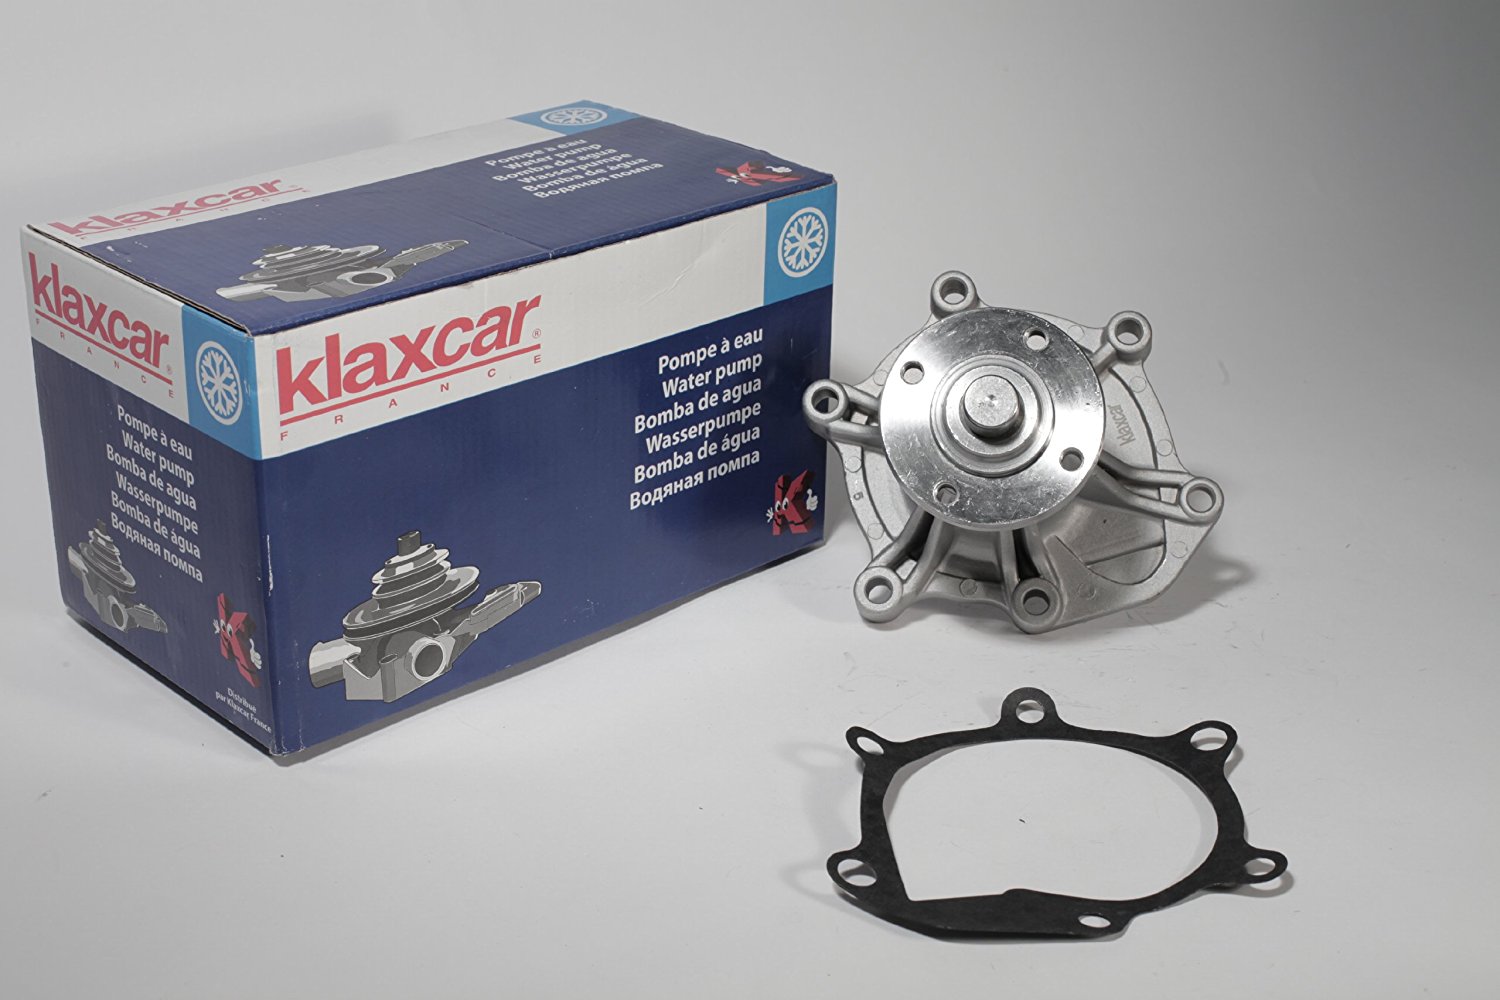 klaxcar
FRANCE
Pompe à eau
Water pump
Bomba de agua
Wasserpumpe
Bomba de água
Водяная помпа
klaxcar
FRANCE
Pompe à eau
Water pump
Bomba de agua
Wasserpumpe
Bomba de água
Водяная помпа
Distribué
par Klaxcar France
klaxcar®
FRANCE
Pompe à eau
Water pump
Bomba de agua
Wasserpumpe
Bomba de água
Водяная помпа
K
klaxcar
5